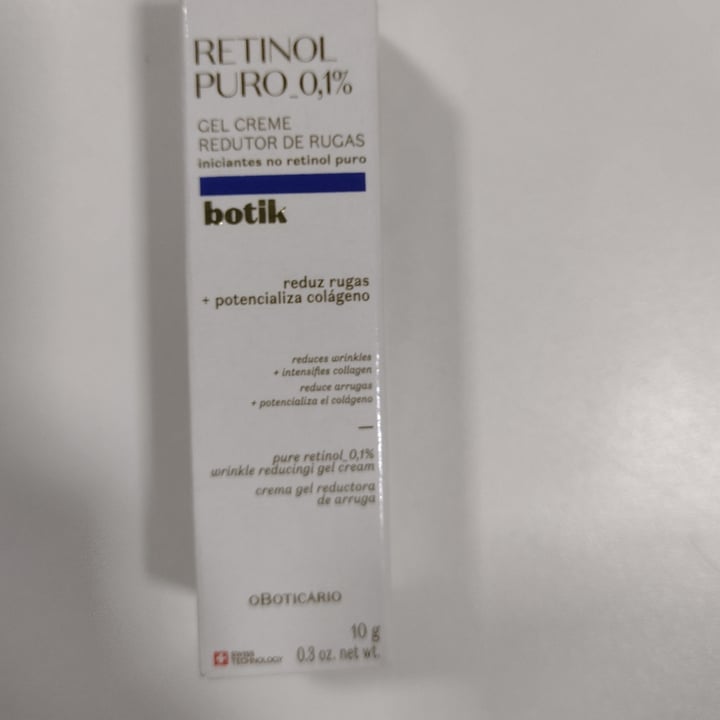 RETINOL
PURO_0,1%
GEL CREME
REDUTOR DE RUGAS
iniciantes no retinol puro
botik
reduz rugas
+ potencializa colágeno
reduces wrinkles
+ intensifies collagen
reduce arrugas
+ potencializa el colágeno
pure retinol_0,1%
wrinkle reducingi gel cream
crema gel reductora
de arruga
OBOTICÁRIO
10 g
SWISS
TECHNOLOGY
0.3 oz. net wt.